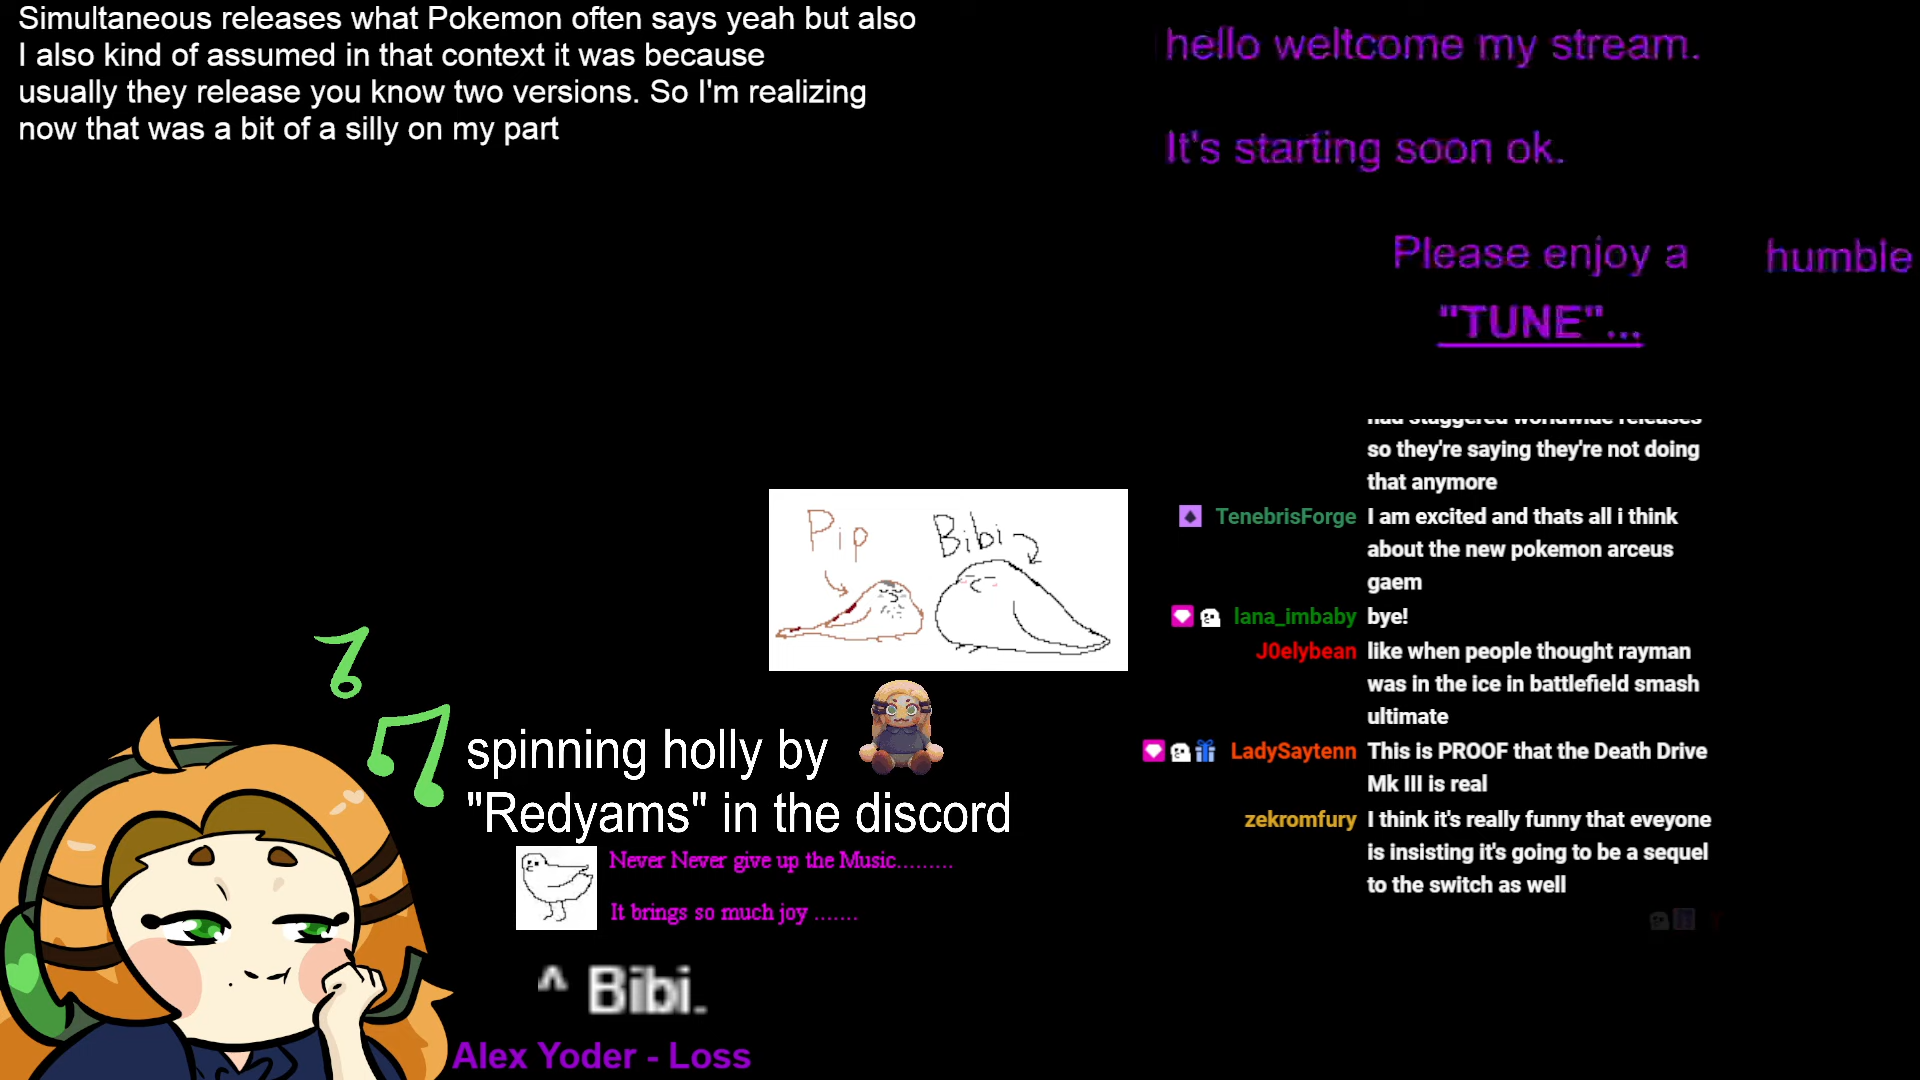 Simultaneous releases what Pokemon often says yeah but also
I also kind of assumed in that context it was because
usually they release you know two versions. So I'm realizing
now that was a bit of a silly on my part
hello weltcome my stream.
It's starting soon ok.
Please enjoy a humble
"TUNE"...
had staggered worldwide releases
so they're saying they're not doing
that anymore
TenebrisForge I am excited and thats all i think
about the new pokemon arceus
gaem
lana_imbaby bye!
J0elybean like when people thought rayman
was in the ice in battlefield smash
ultimate
LadySaytenn This is PROOF that the Death Drive
Mk III is real
zekromfury I think it's really funny that eveyone
is insisting it's going to be a sequel
to the switch as well
Pip Bibi
spinning holly by
"Redyams" in the discord
Never Never give up the Music.........
It brings so much joy .......
^ Bibi.
Alex Yoder - Loss